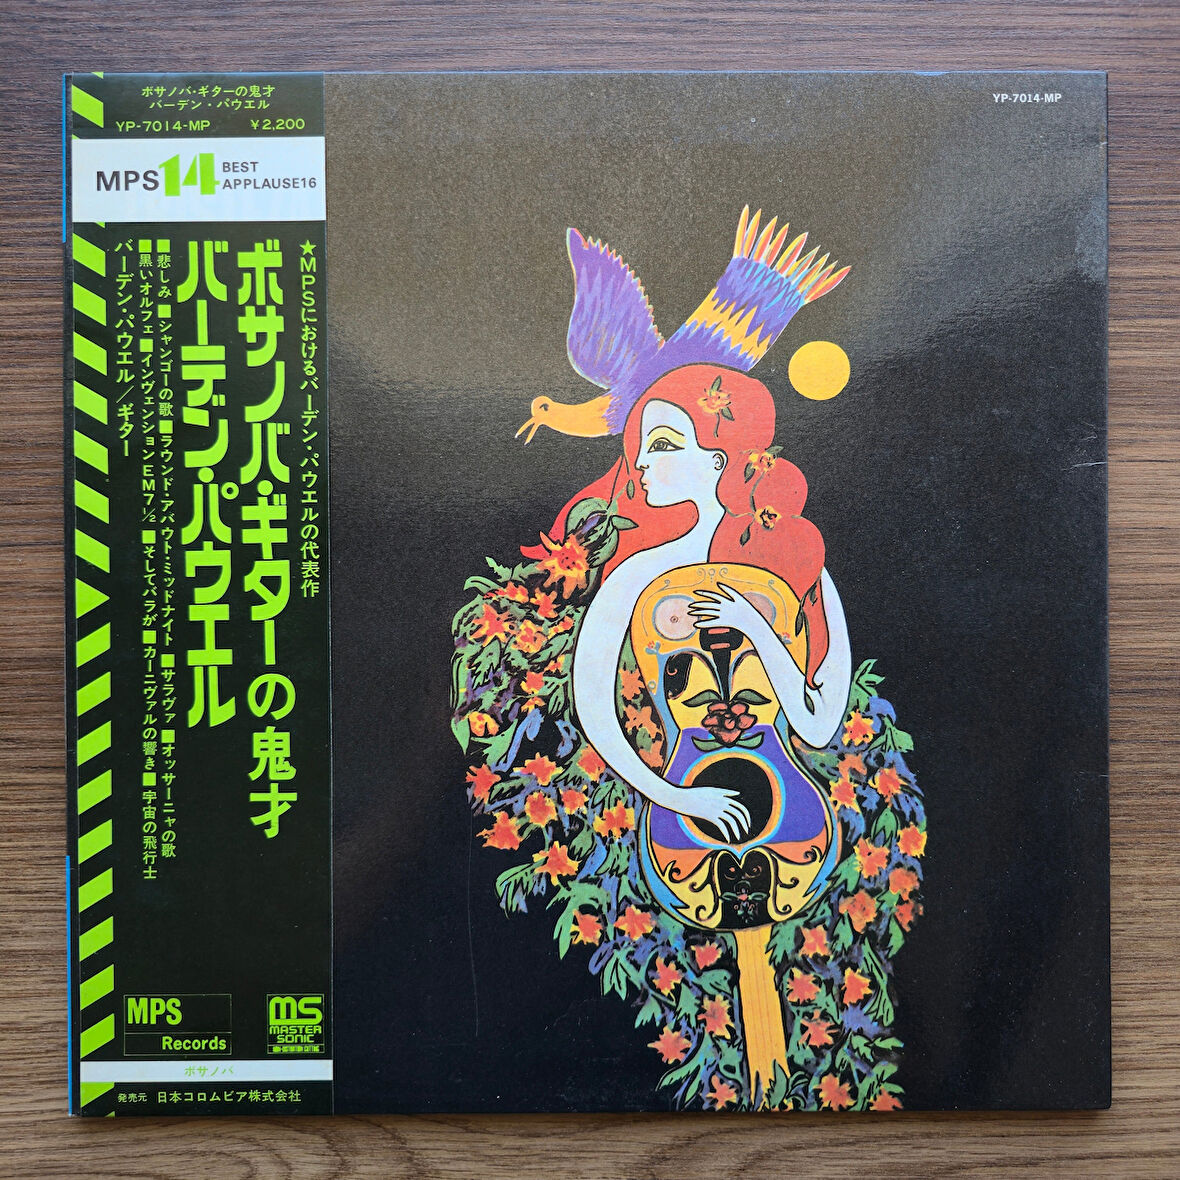 ボサノバ・ギターの鬼才
バーデン・パウエル
YP-7014-MP ¥2,200
MPS14 BEST APPLAUSE16
★MPSにおけるバーデン・パウエルの代表作
ボサノバ・ギターの鬼才
バーデン・パウエル
■悲しみ■シャンゴーの歌■ラウンド・アバウト・ミッドナイト■サラヴァ■オッサーニャの歌
■黒いオルフェ■インヴェンションEM7½■そしてバラが■カーニヴァルの響き■宇宙の飛行士
バーデン・パウエル/ギター
MPS
Records
MS
MASTER
SONIC
NON-DISTORTION CUTTING
ボサノバ
発売元 日本コロムビア株式会社
YP-7014-MP